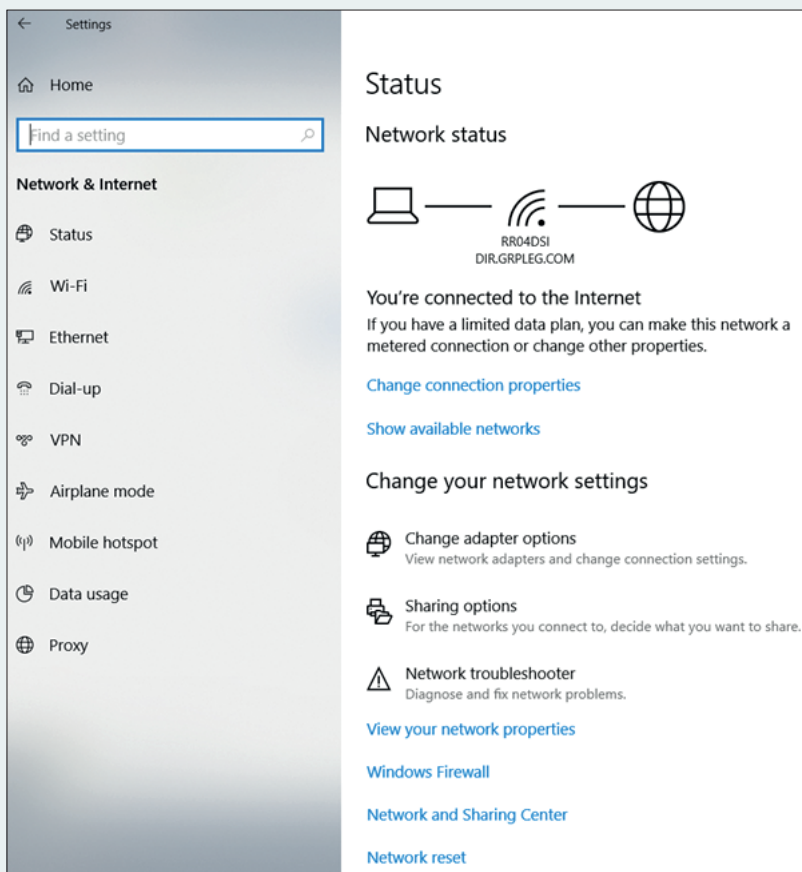 Settings
Home
Find a setting
Network & Internet
Status
Wi-Fi
Ethernet
Dial-up
VPN
Airplane mode
Mobile hotspot
Data usage
Proxy
Status
Network status
RR04DSI
DIR.GRPLEG.COM
You're connected to the Internet
If you have a limited data plan, you can make this network a
metered connection or change other properties.
Change connection properties
Show available networks
Change your network settings
Change adapter options
View network adapters and change connection settings.
Sharing options
For the networks you connect to, decide what you want to share.
Network troubleshooter
Diagnose and fix network problems.
View your network properties
Windows Firewall
Network and Sharing Center
Network reset